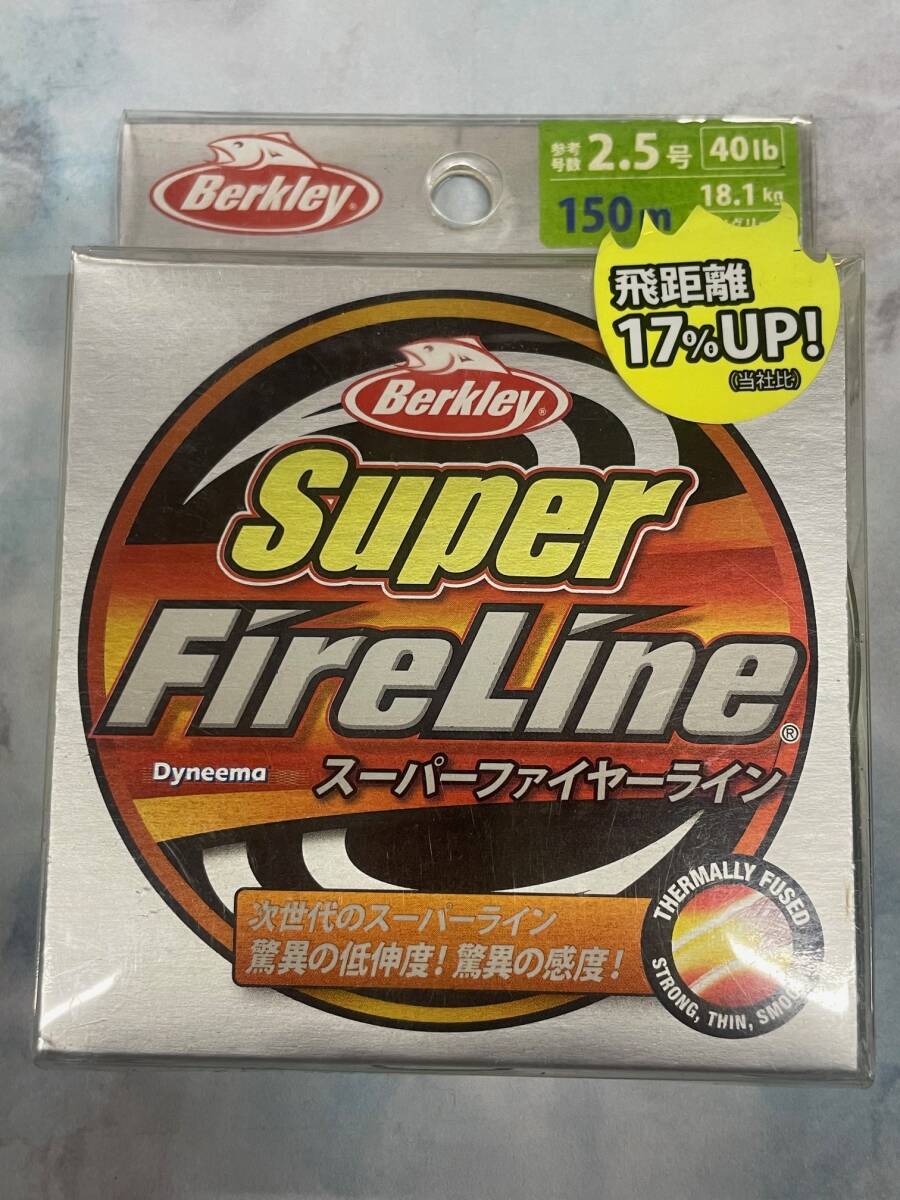 Berkley®
参考号数 2.5号 40lb
150m 18.1kg
飛距離
17%UP!
(当社比)
Berkley®
Super
FireLine®
Dyneema
スーパーファイヤーライン
次世代のスーパーライン
驚異の低伸度!驚異の感度!
THERMALLY FUSED
STRONG, THIN,